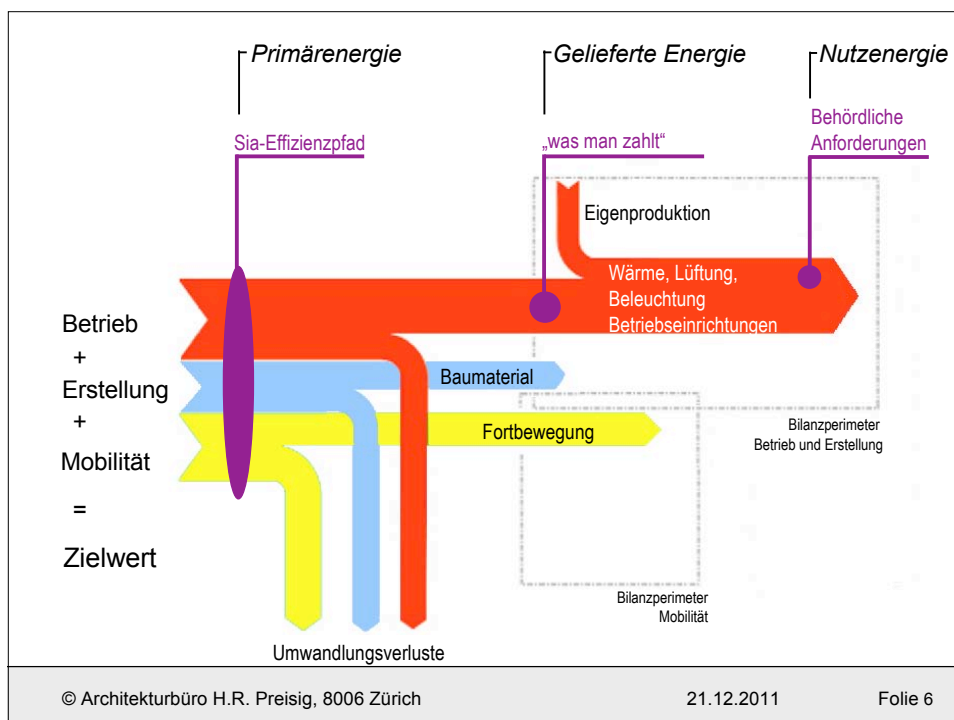 Primärenergie
Gelieferte Energie
Nutzenergie
Sia-Effizienzpfad
„was man zahlt“
Behördliche
Anforderungen
Eigenproduktion
Wärme, Lüftung,
Beleuchtung
Betriebseinrichtungen
Betrieb
+
Erstellung
+
Mobilität
=
Zielwert
Baumaterial
Fortbewegung
Bilanzperimeter
Betrieb und Erstellung
Bilanzperimeter
Mobilität
Umwandlungsverluste
© Architekturbüro H.R. Preisig, 8006 Zürich 21.12.2011 Folie 6